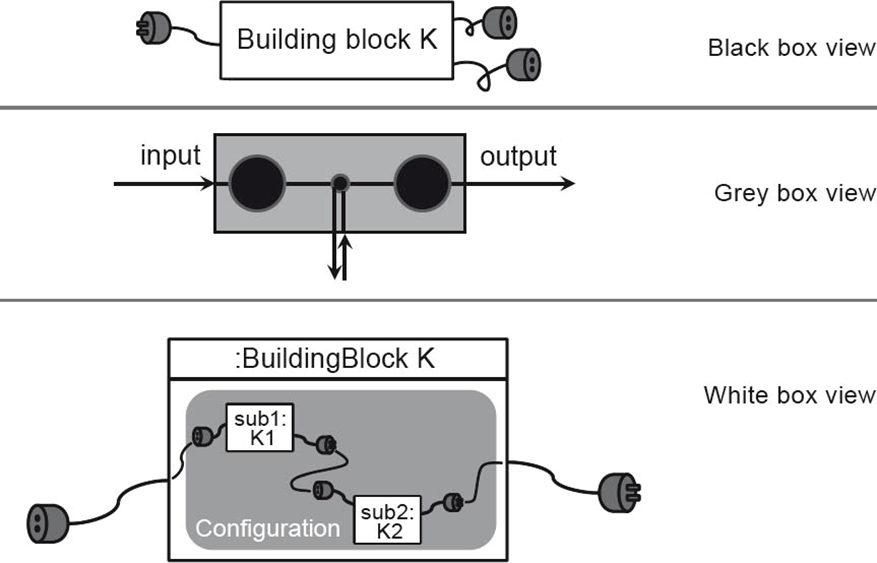 Building block K
Black box view
input
output
Grey box view
:BuildingBlock K
White box view
sub1:
K1
sub2:
K2
Configuration